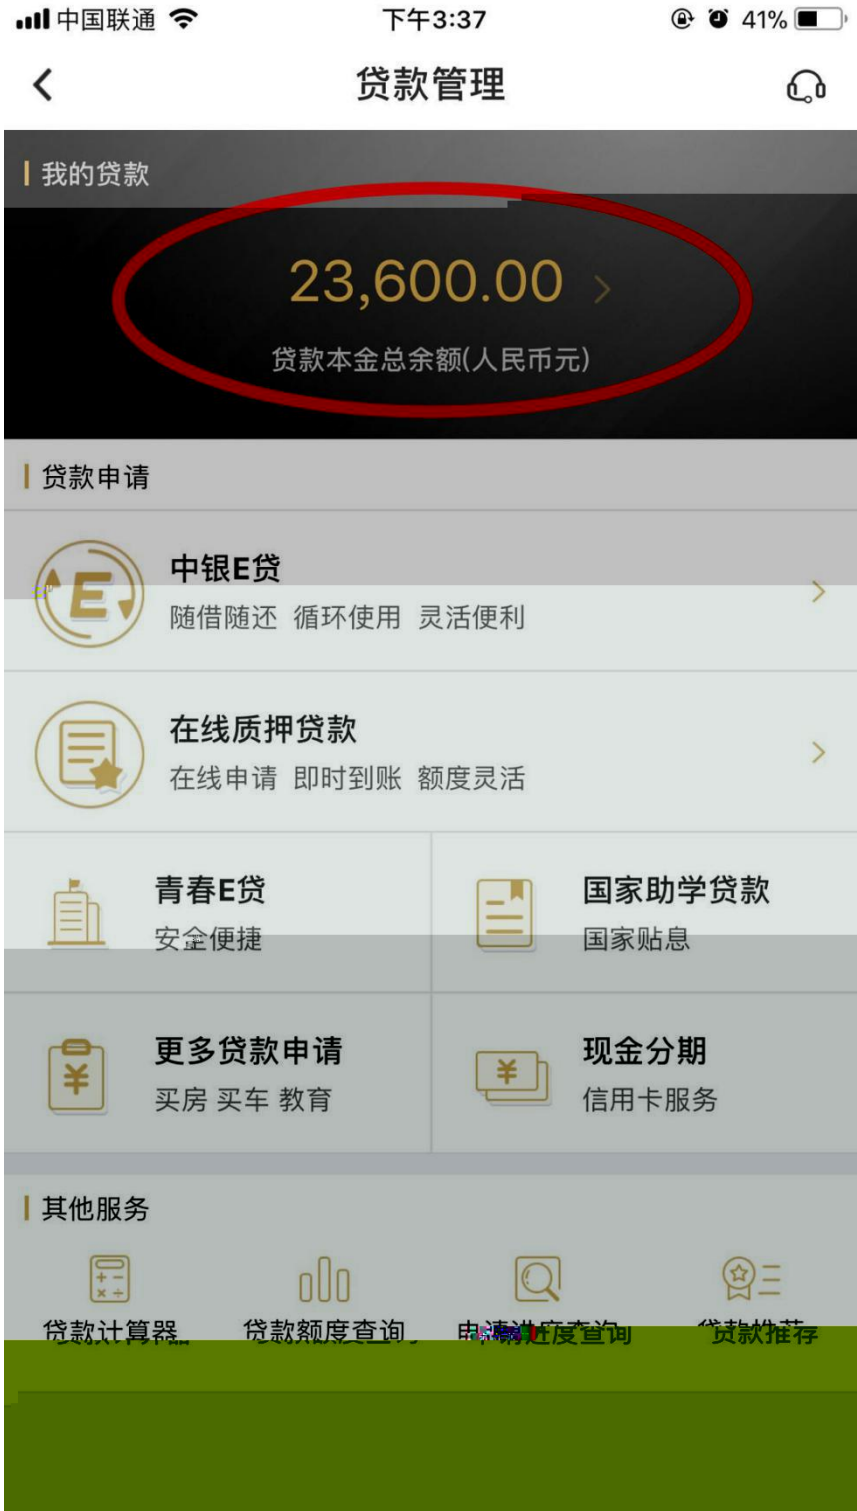 中国联通 下午3:37 41%
贷款管理
我的贷款
23,600.00
贷款本金总余额(人民币元)
贷款申请
中银E贷
随借随还 循环使用 灵活便利
在线质押贷款
在线申请 即时到账 额度灵活
青春E贷 国家助学贷款
安全便捷 国家贴息
更多贷款申请 现金分期
买房 买车 教育 信用卡服务
其他服务
贷款计算器 贷款额度查询 申请进度查询 贷款推荐